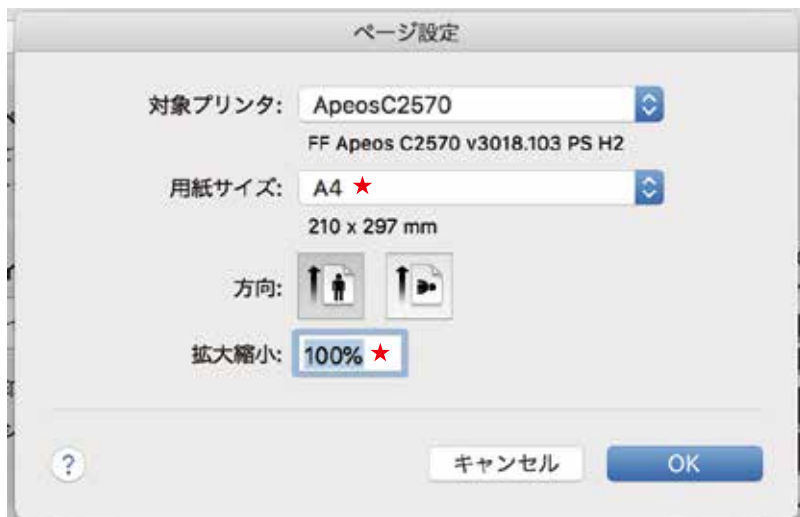 ページ設定
対象プリンタ: ApeosC2570
FF Apeos C2570 v3018.103 PS H2
用紙サイズ: A4 ★
210 x 297 mm
方向:
拡大縮小: 100% ★
? キャンセル OK